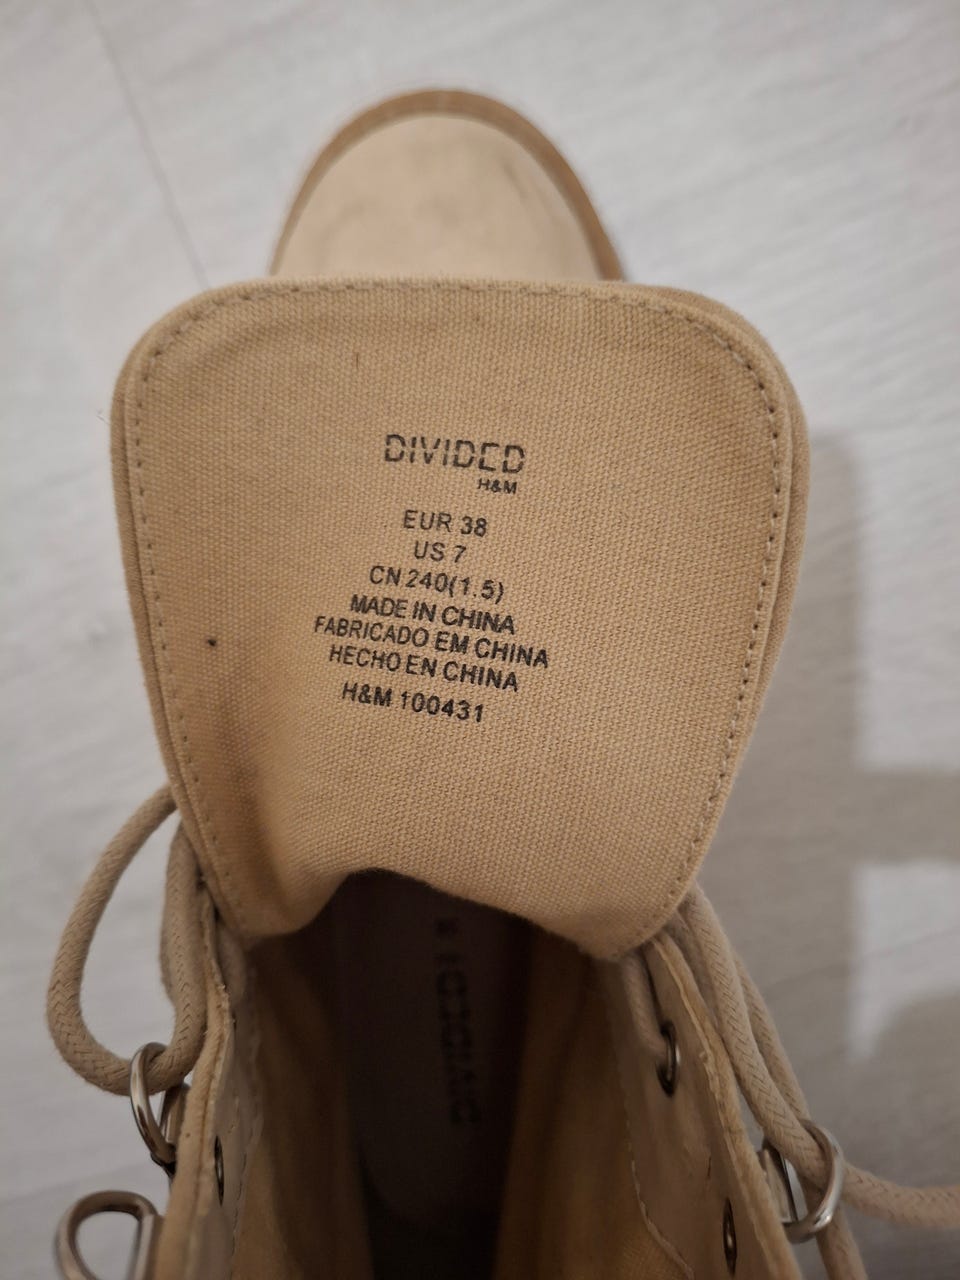 DIVIDED
H&M
EUR 38
US 7
CN 240(1.5)
MADE IN CHINA
FABRICADO EM CHINA
HECHO EN CHINA
H&M 100431
DIVIDED